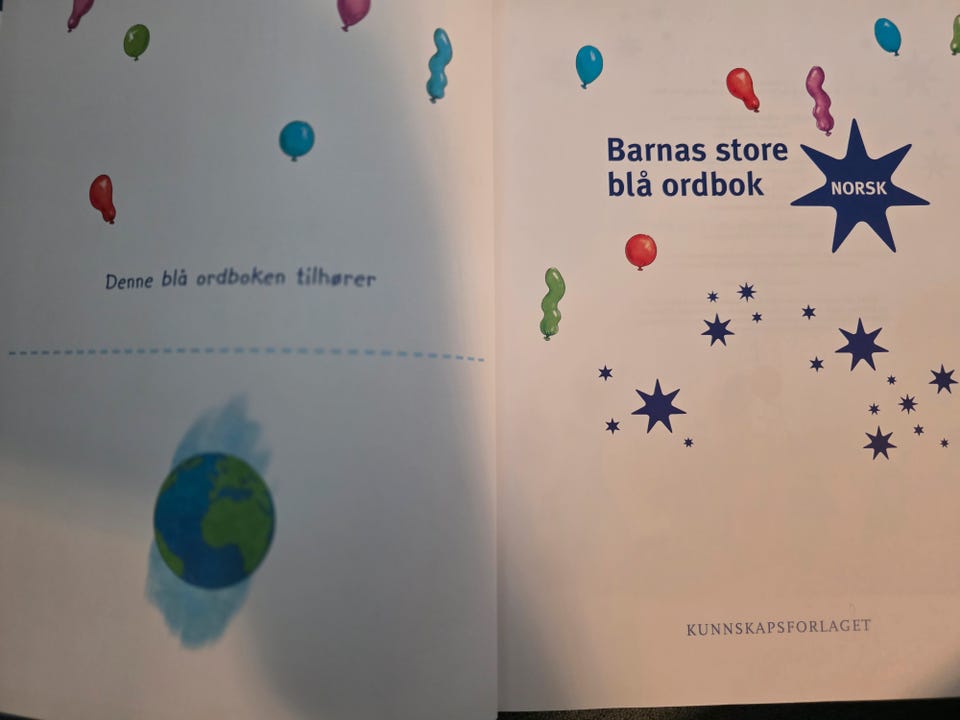 Denne blå ordboken tilhører
Barnas store
blå ordbok
NORSK
KUNNSKAPSFORLAGET